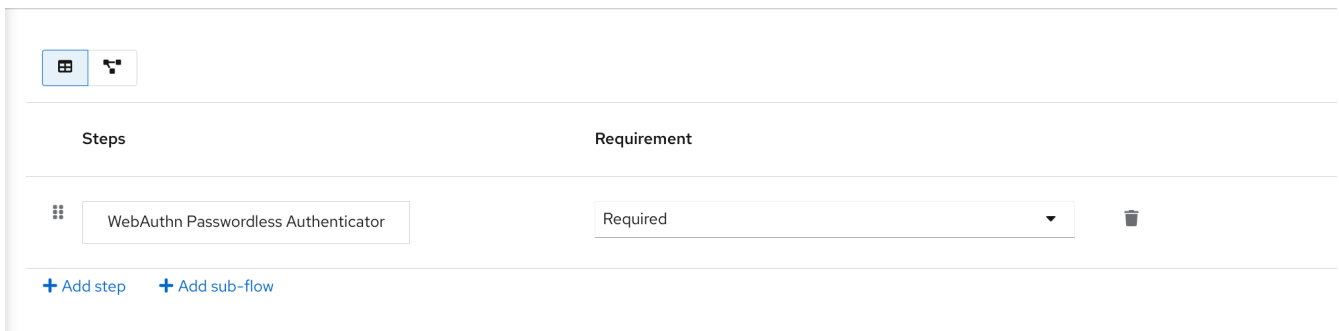 Steps
Requirement
WebAuthn Passwordless Authenticator
Required
Add step
Add sub-flow